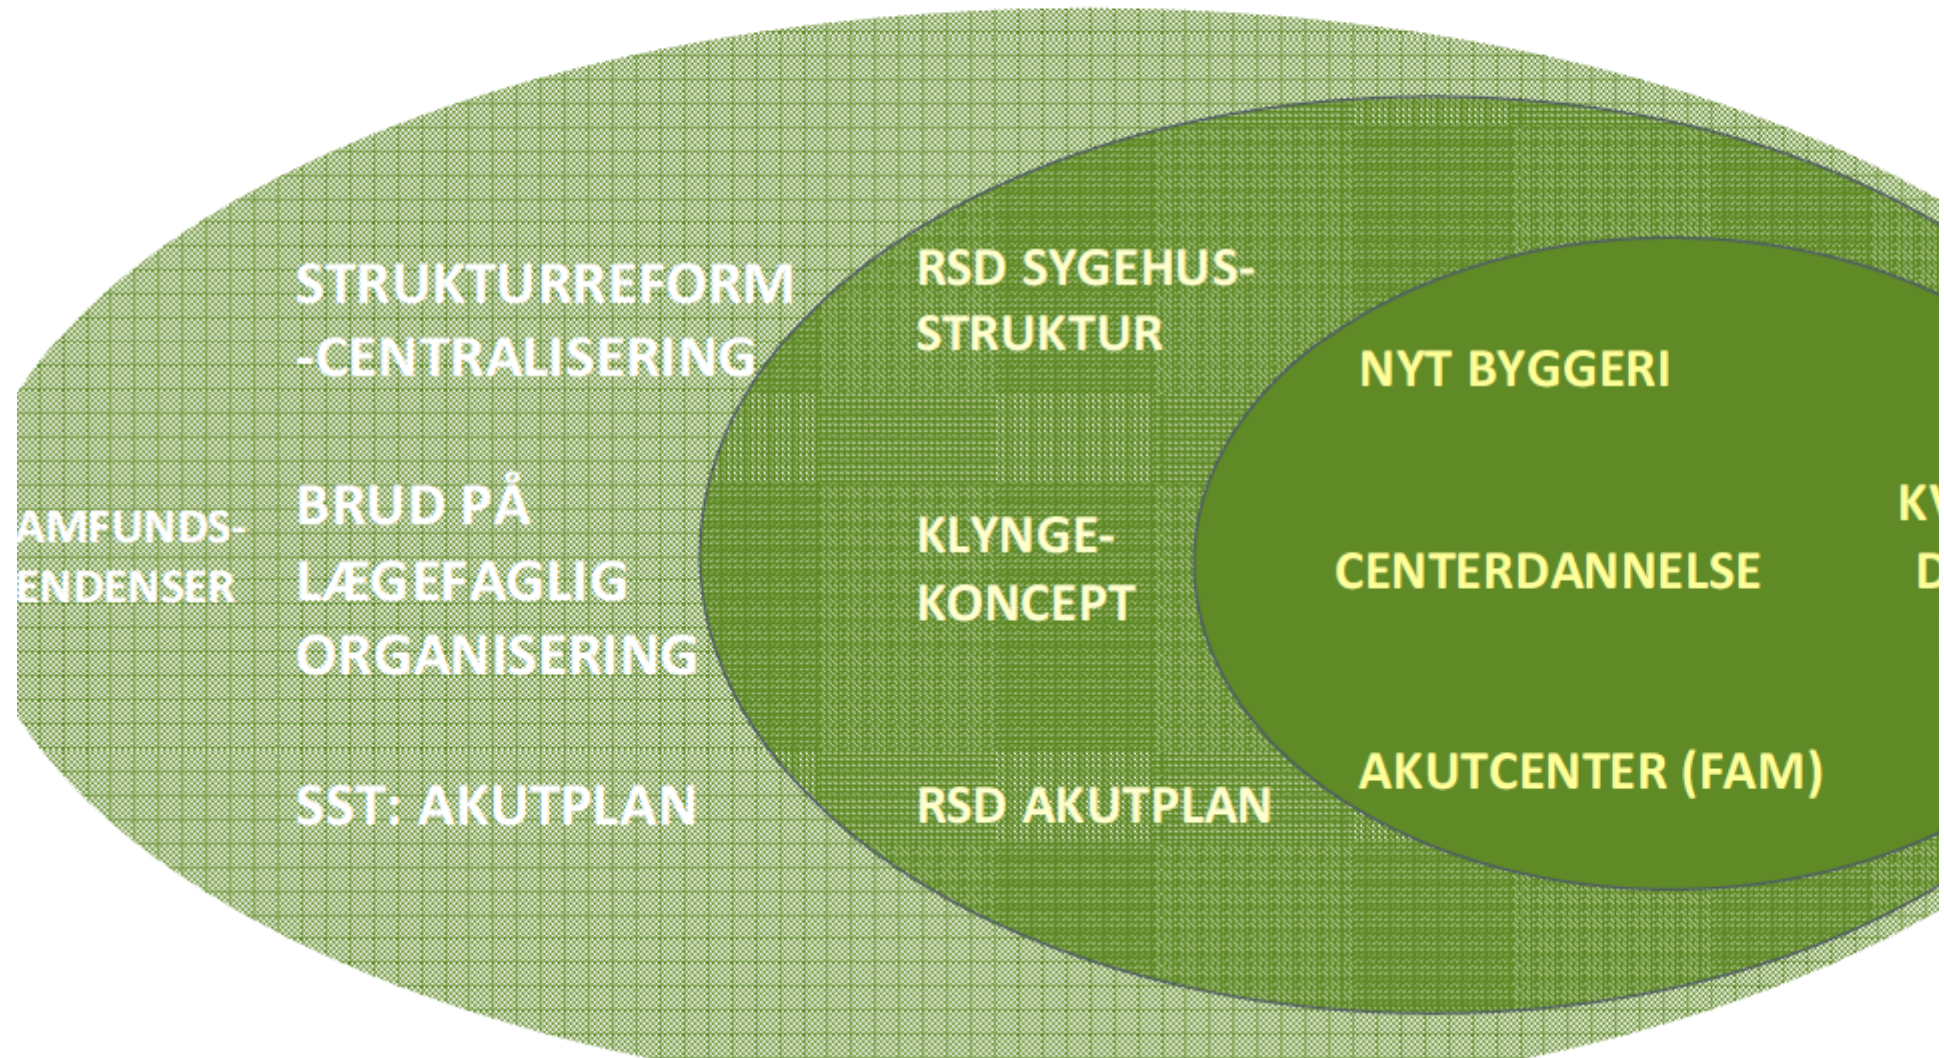 STRUKTURREFORM
-CENTRALISERING
BRUD PÅ
LÆGEFAGLIG
ORGANISERING
SST: AKUTPLAN
RSD SYGEHUS-
STRUKTUR
KLYNGE-
KONCEPT
RSD AKUTPLAN
NYT BYGGERI
CENTERDANNELSE
AKUTCENTER (FAM)